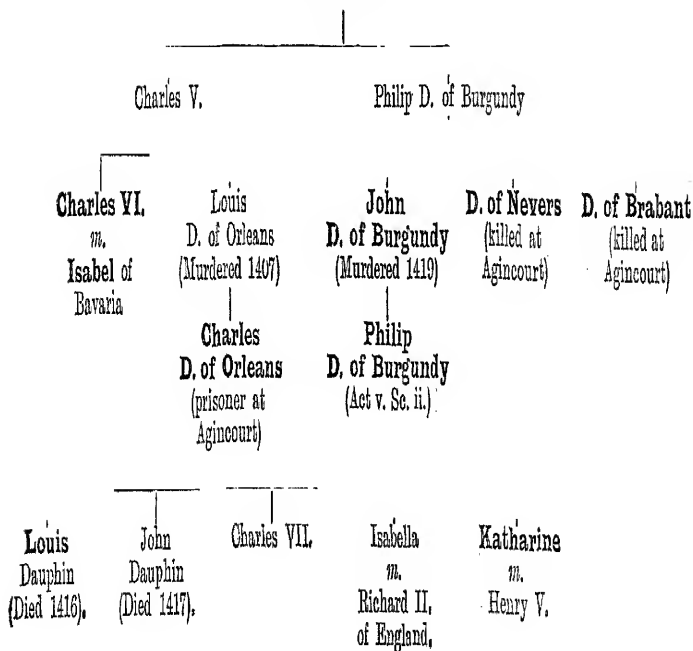 Charles V.
Philip D. of Burgundy
Charles VI.
m.
Isabel of
Bavaria
Louis
D. of Orleans
(Murdered 1407)
Charles
D. of Orleans
(prisoner at
Agincourt)
John
D. of Burgundy
(Murdered 1419)
Philip
D. of Burgundy
(Act v. Sc. ii.)
D. of Nevers
(killed at
Agincourt)
D. of Brabant
(killed at
Agincourt)
Louis
Dauphin
(Died 1416).
John
Dauphin
(Died 1417).
Charles VII.
Isabella
m.
Richard II.
of England.
Katharine
m.
Henry V.